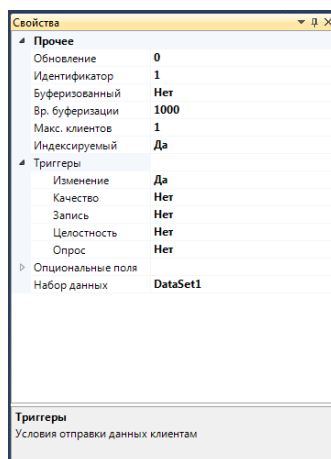 Свойства
Прочее
Обновление 0
Идентификатор 1
Буферизованный Нет
Вр. буферизации 1000
Макс. клиентов 1
Индексируемый Да
Триггеры
Изменение Да
Качество Нет
Запись Нет
Целостность Нет
Опрос Нет
Опциональные поля
Набор данных DataSet1
Триггеры
Условия отправки данных клиентам